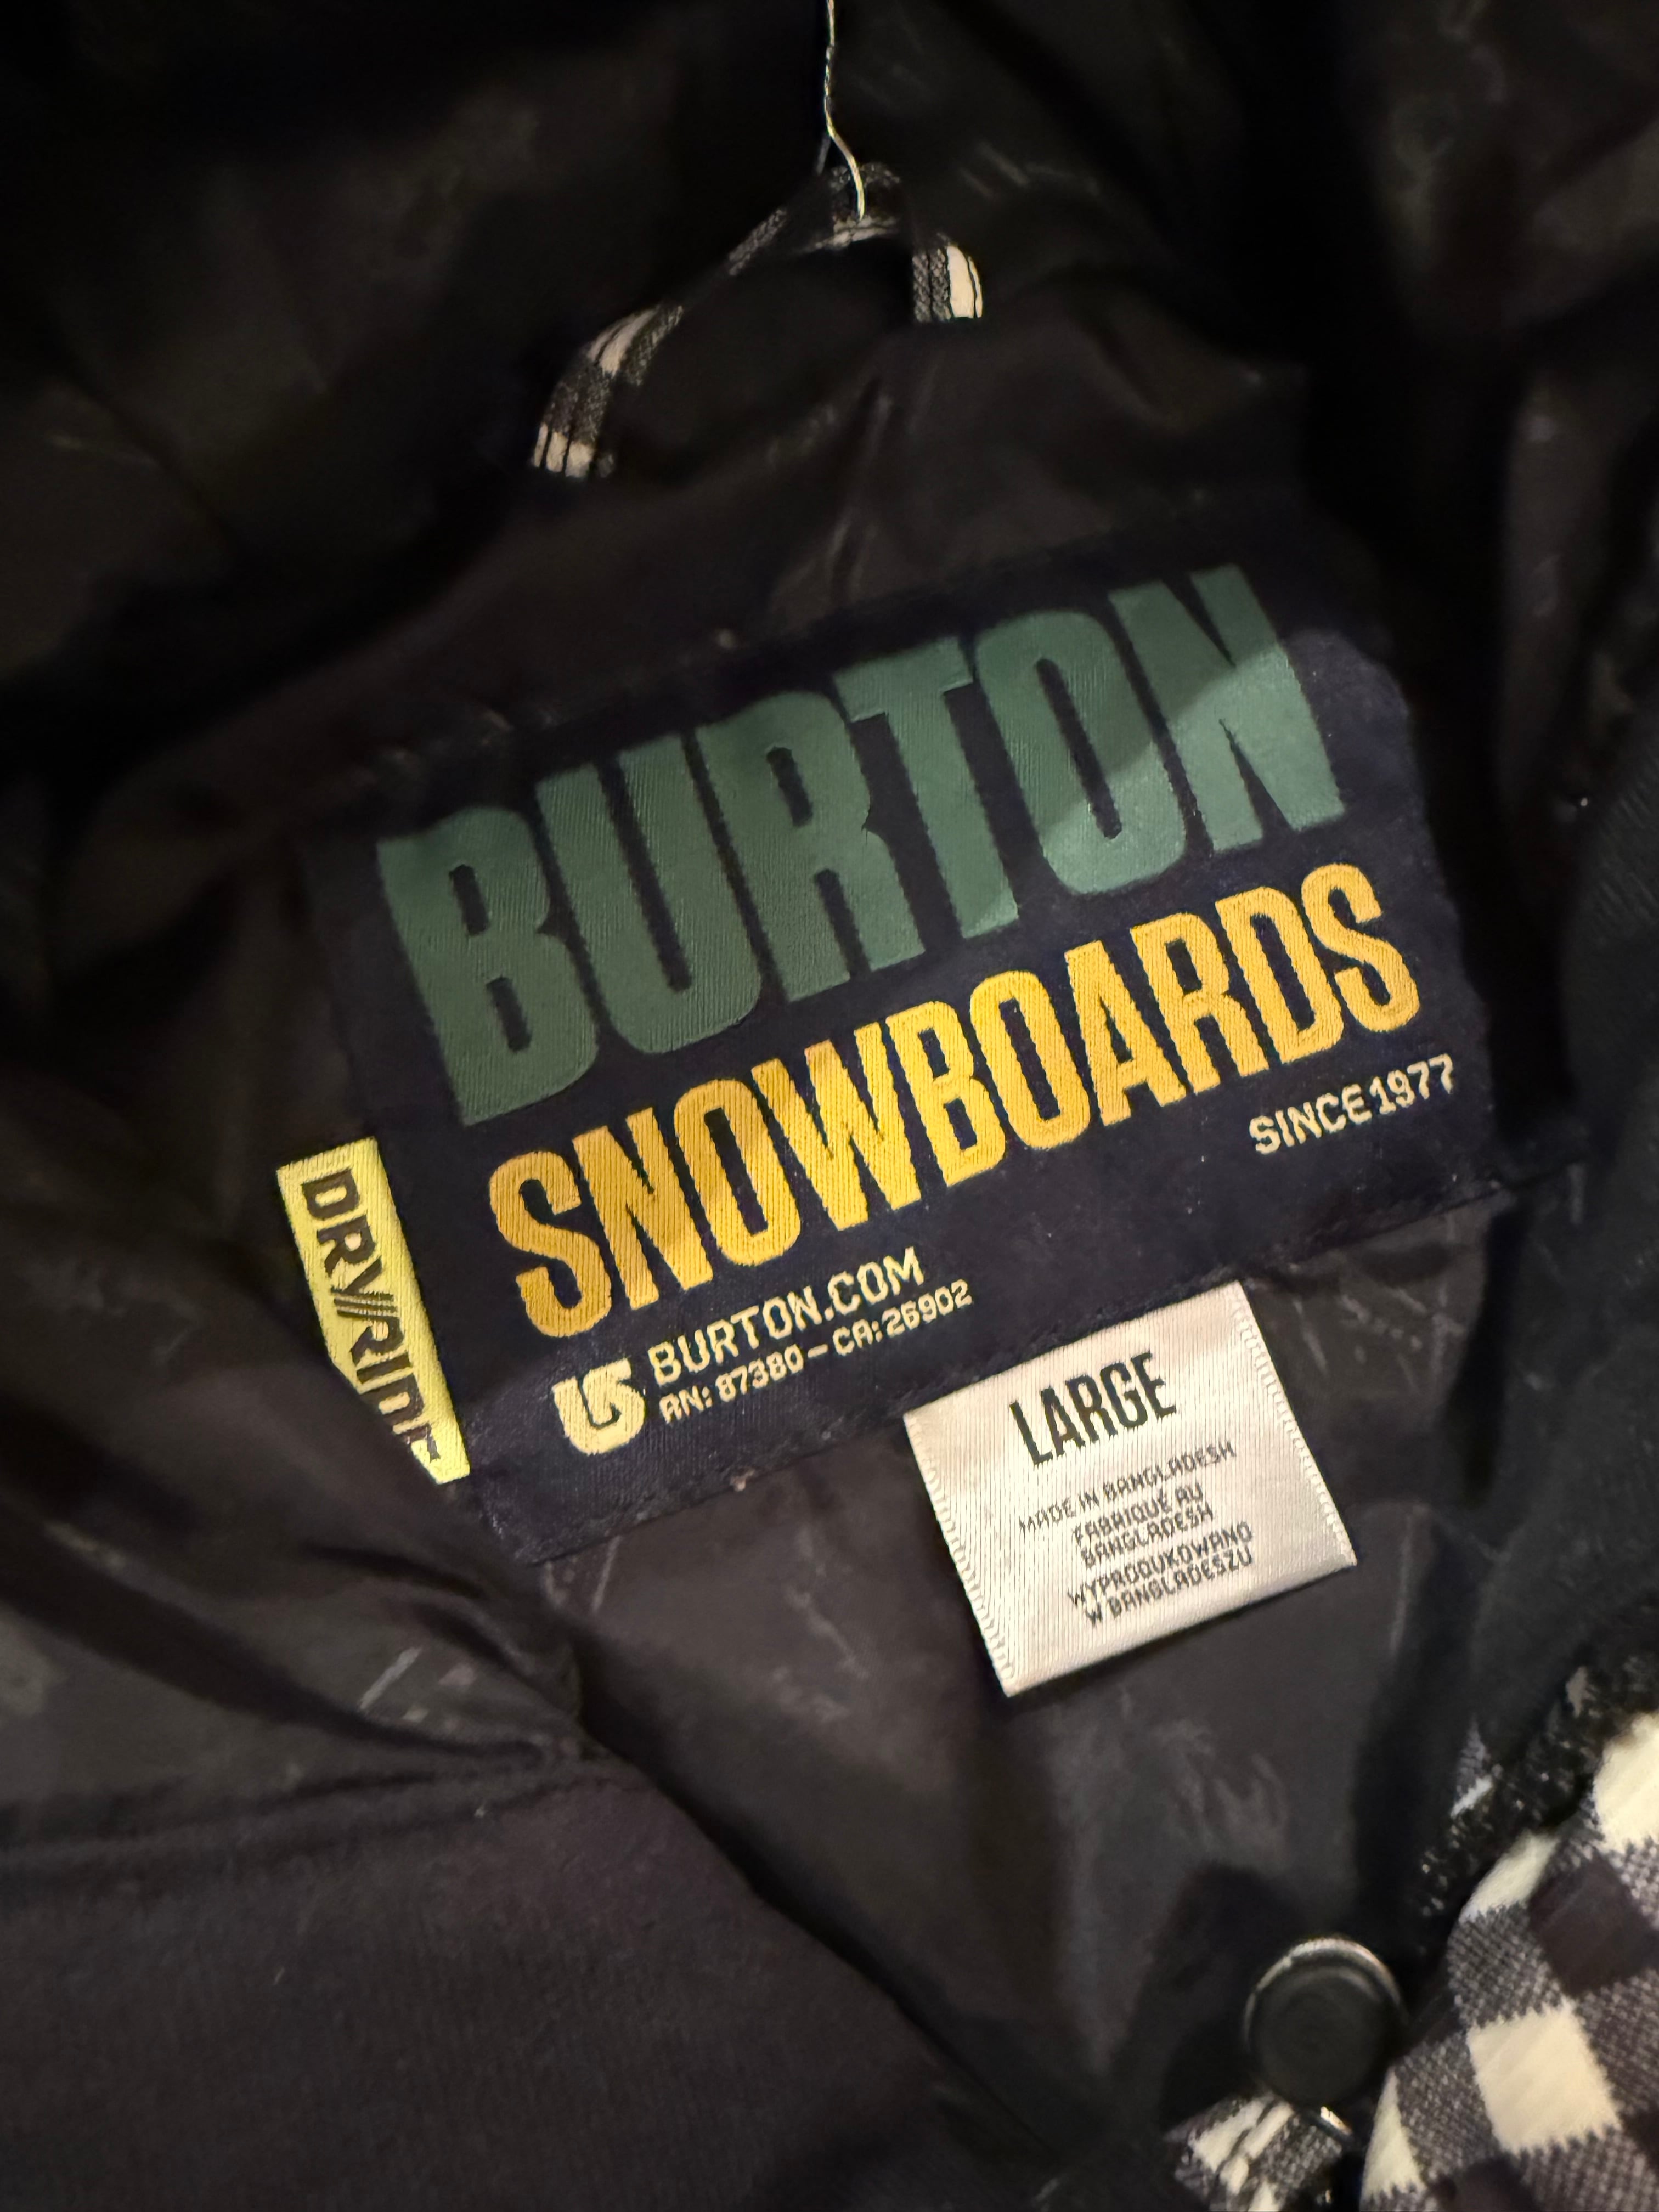 BURTON
SNOWBOARDS
SINCE 1977
BURTON.COM
RN: 87380 – CA: 26902
DRYRIDE
LARGE
MADE IN BANGLADESH
FABRIQUÉ AU
BANGLADESH
WYPRODUKOWANO
W BANGLADESZU